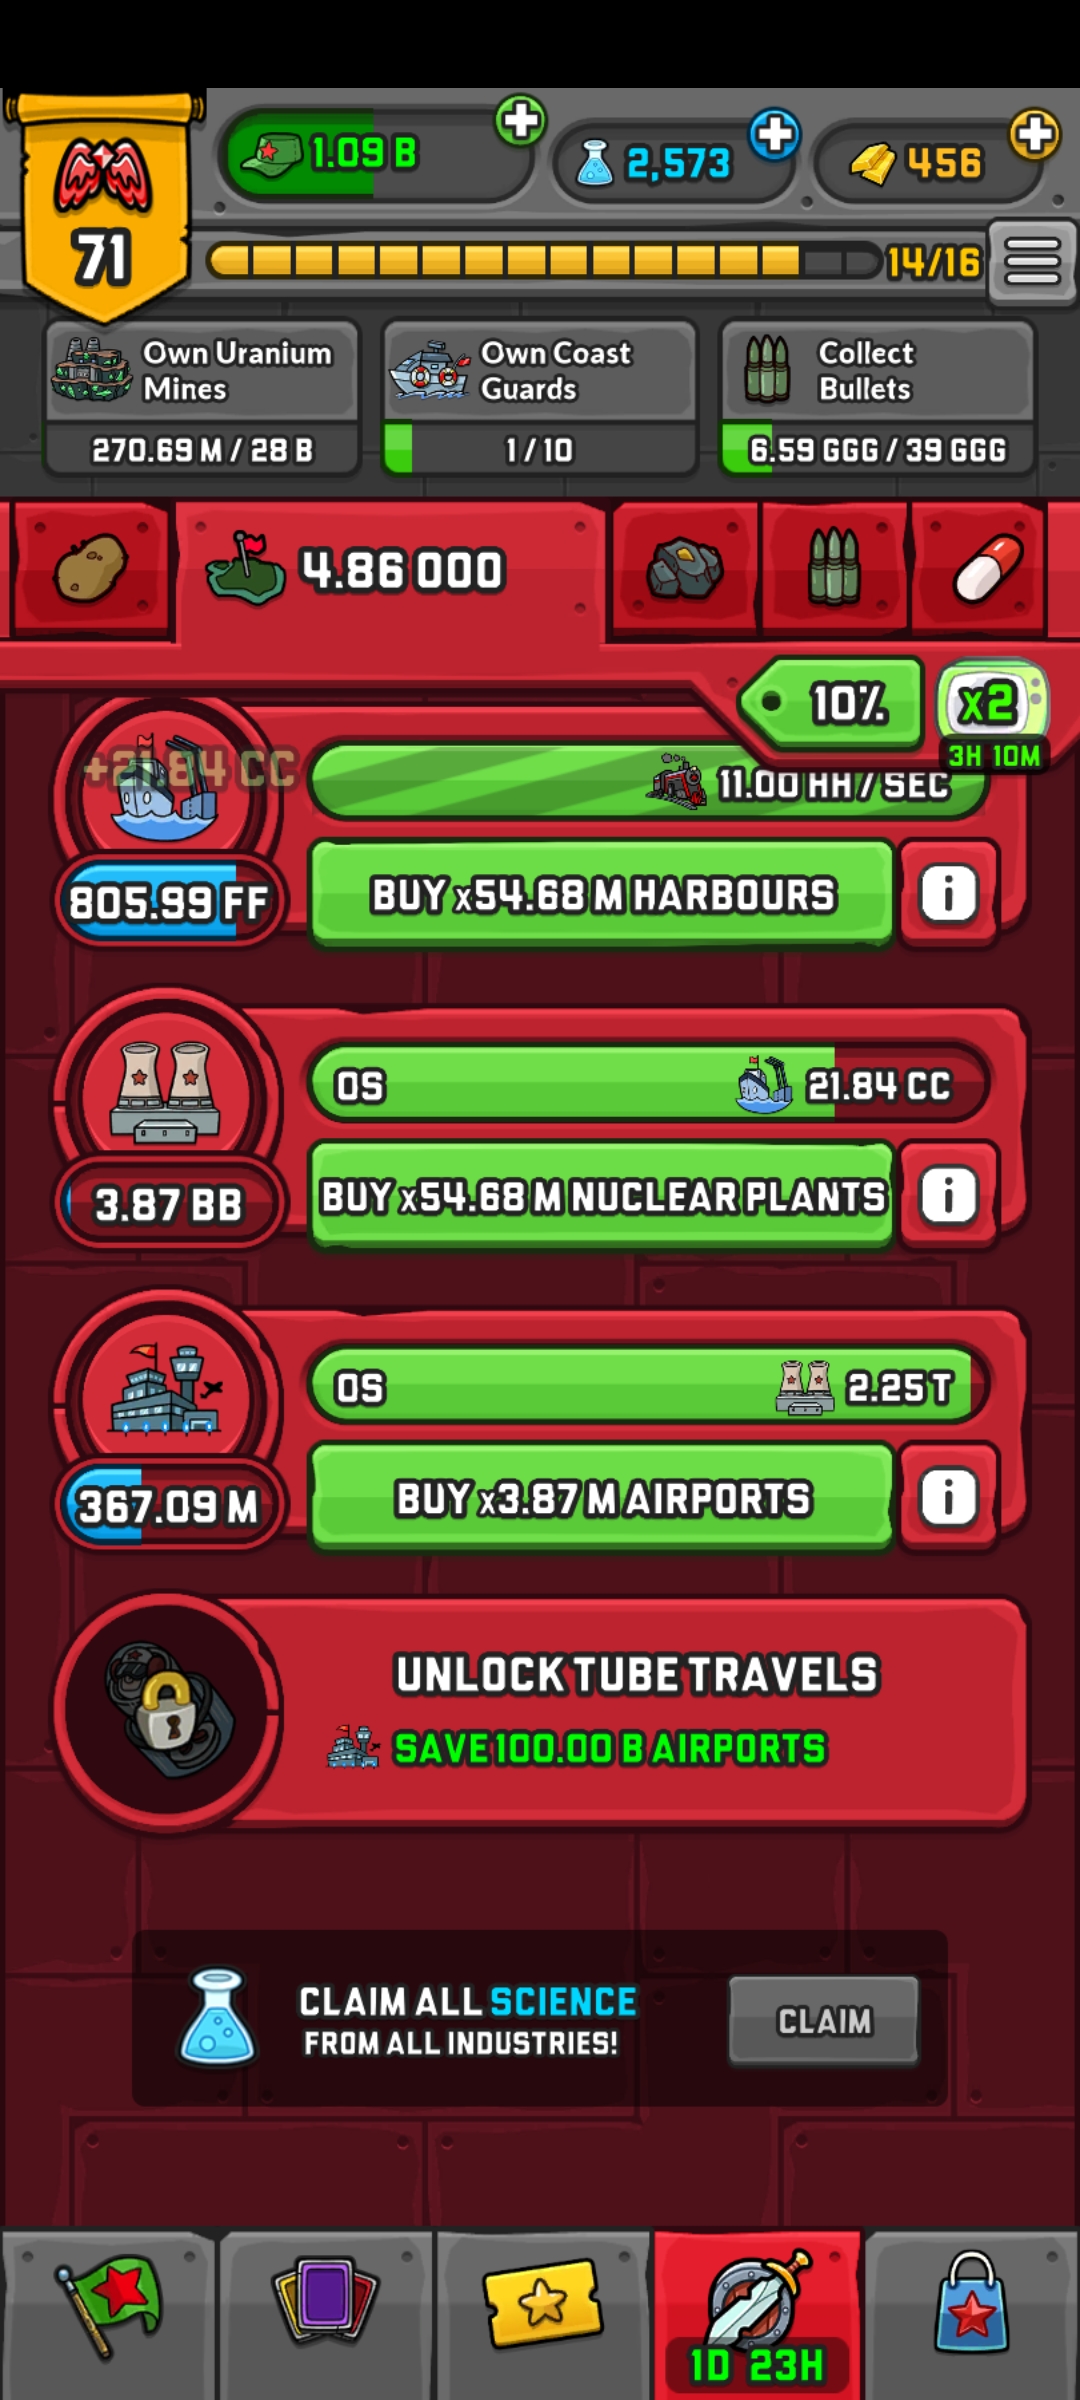 1.09 B
2,573
456
71
14/16
Own Uranium
Mines
270.69 M / 28 B
Own Coast
Guards
1 / 10
Collect
Bullets
6.59 GGG / 39 GGG
4.86 OOO
10%
x2
3H 10M
+21.84 CC
11.00 HH / SEC
805.99 FF
BUY x54.68 M HARBOURS
i
0S
21.84 CC
3.87 BB
BUY x54.68 M NUCLEAR PLANTS
i
0S
2.25 T
367.09 M
BUY x3.87 M AIRPORTS
i
UNLOCK TUBE TRAVELS
SAVE 100.00 B AIRPORTS
CLAIM ALL SCIENCE
FROM ALL INDUSTRIES!
CLAIM
1D 23H